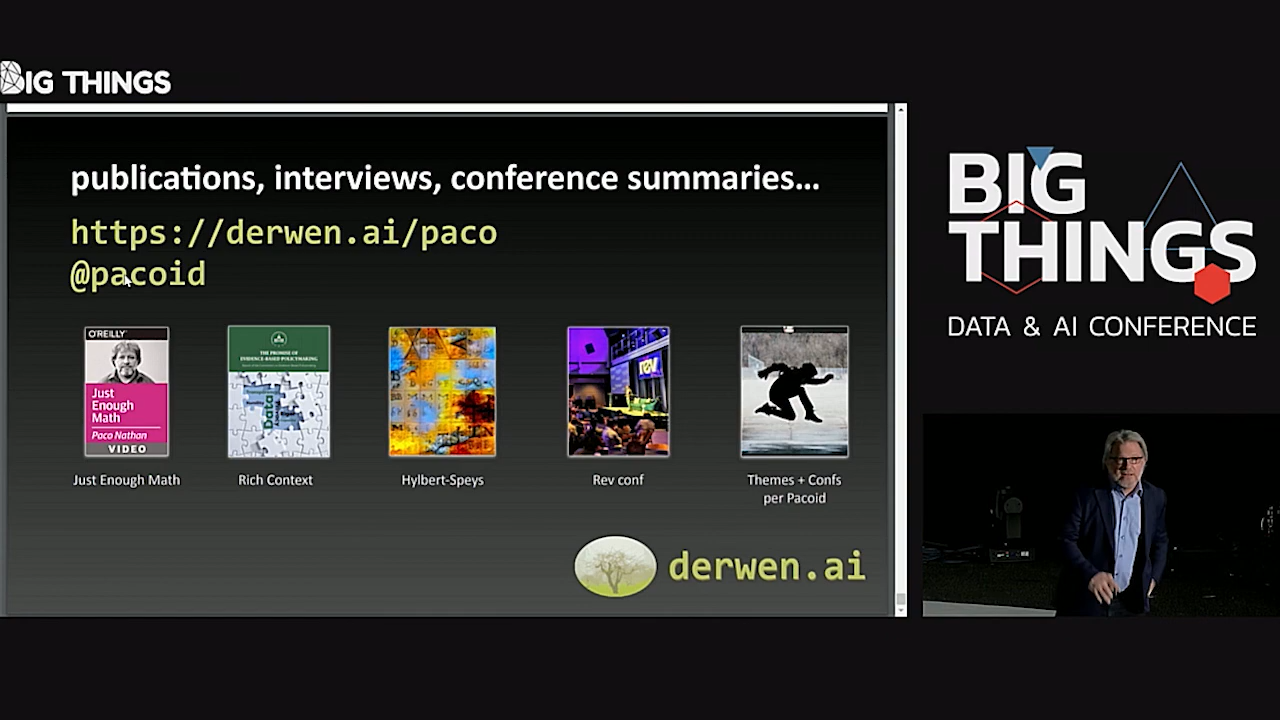 BIG THINGS
publications, interviews, conference summaries...
https://derwen.ai/paco
@pacoid
O'REILLY
Just
Enough
Math
Paco Nathan
VIDEO
THE PROMISE OF
EVIDENCE-BASED POLICYMAKING
Data
rev
Just Enough Math
Rich Context
Hylbert-Speys
Rev conf
Themes + Confs
per Pacoid
derwen.ai
BIG
THINGS
DATA & AI CONFERENCE